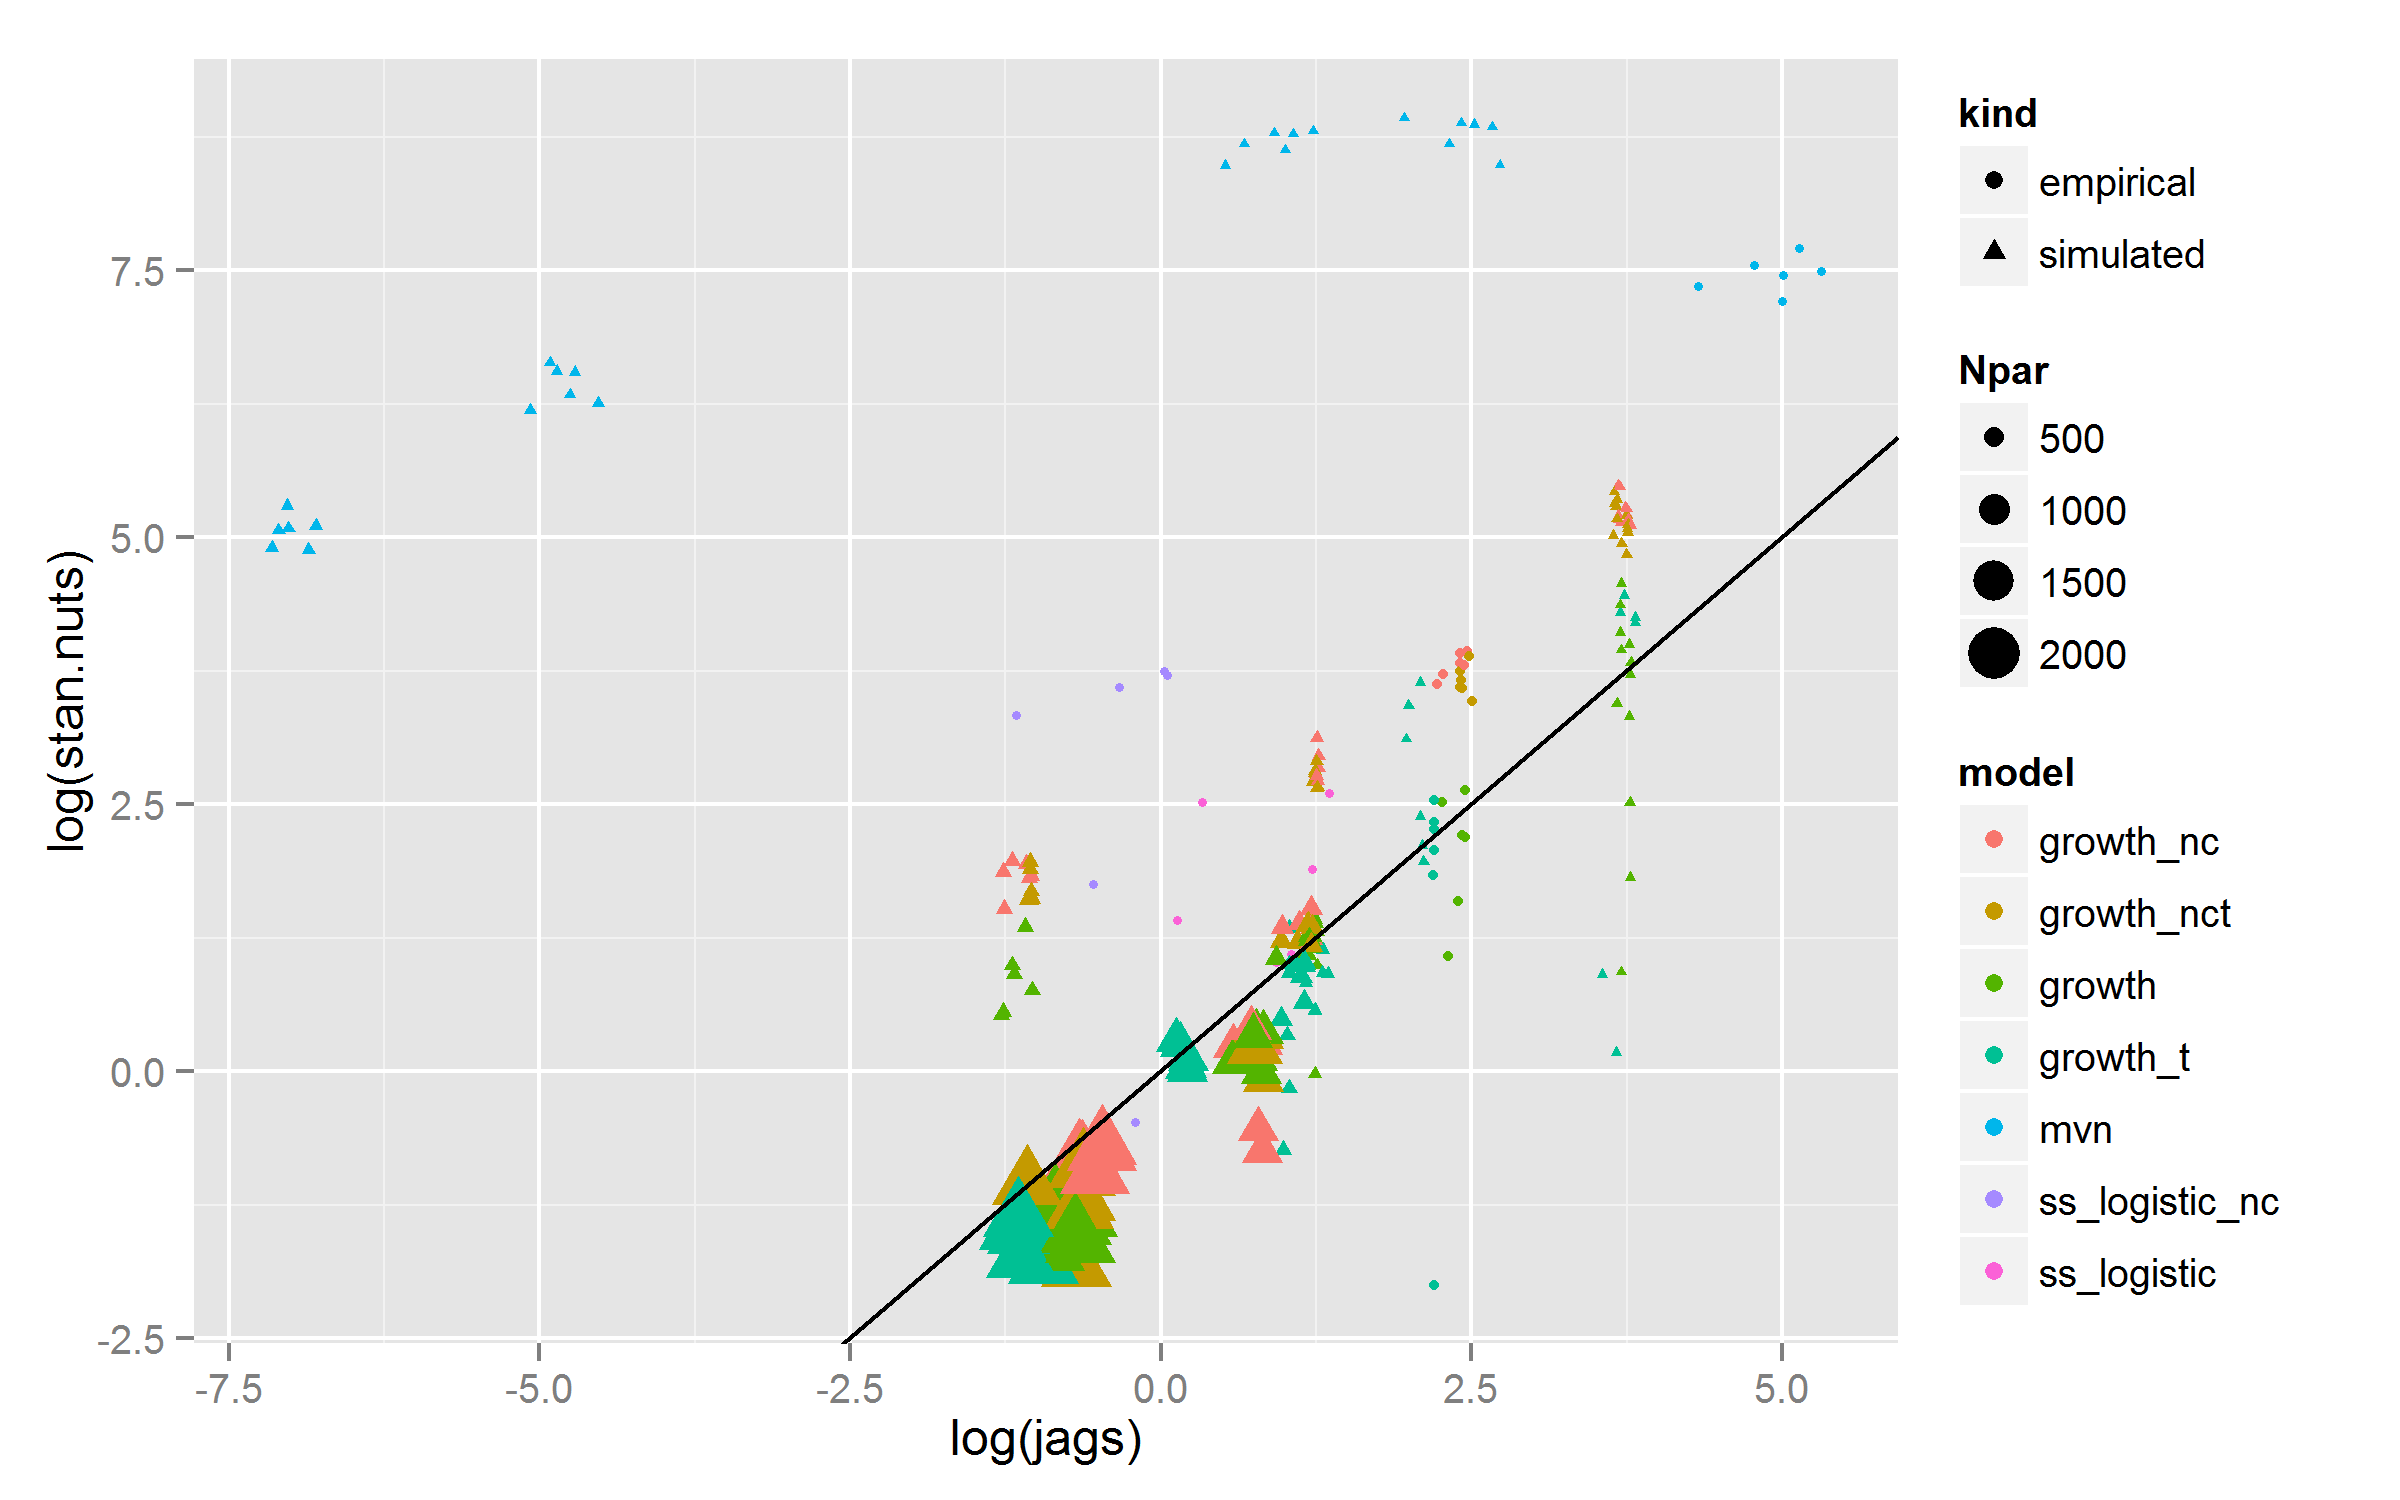 7.5
5.0
2.5
0.0
-2.5
log(stan.nuts)
-7.5
-5.0
-2.5
0.0
2.5
5.0
log(jags)
kind
empirical
simulated
Npar
500
1000
1500
2000
model
growth_nc
growth_nct
growth
growth_t
mvn
ss_logistic_nc
ss_logistic